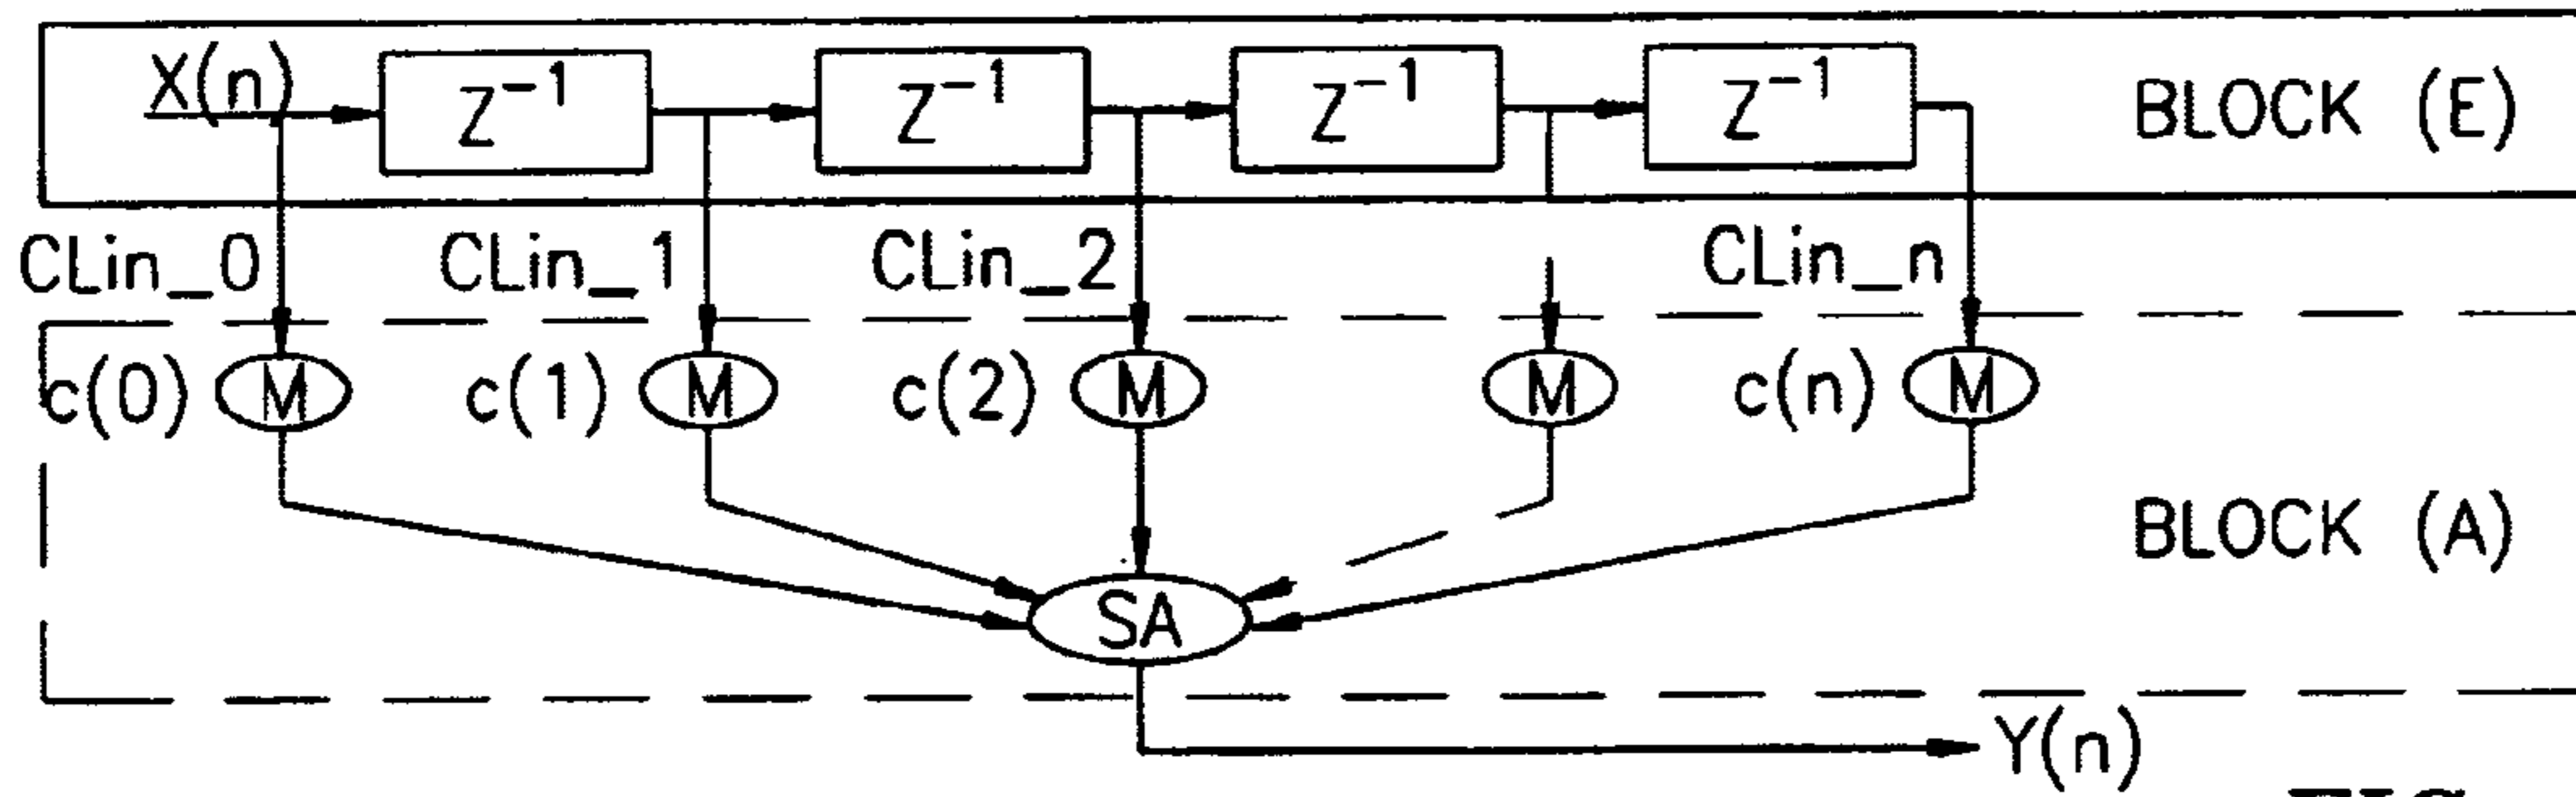 X(n) Z-1 Z-1 Z-1 Z-1 BLOCK (E)
CLin_0 CLin_1 CLin_2 CLin_n
c(0) M c(1) M c(2) M M c(n) M
BLOCK (A)
SA
Y(n)